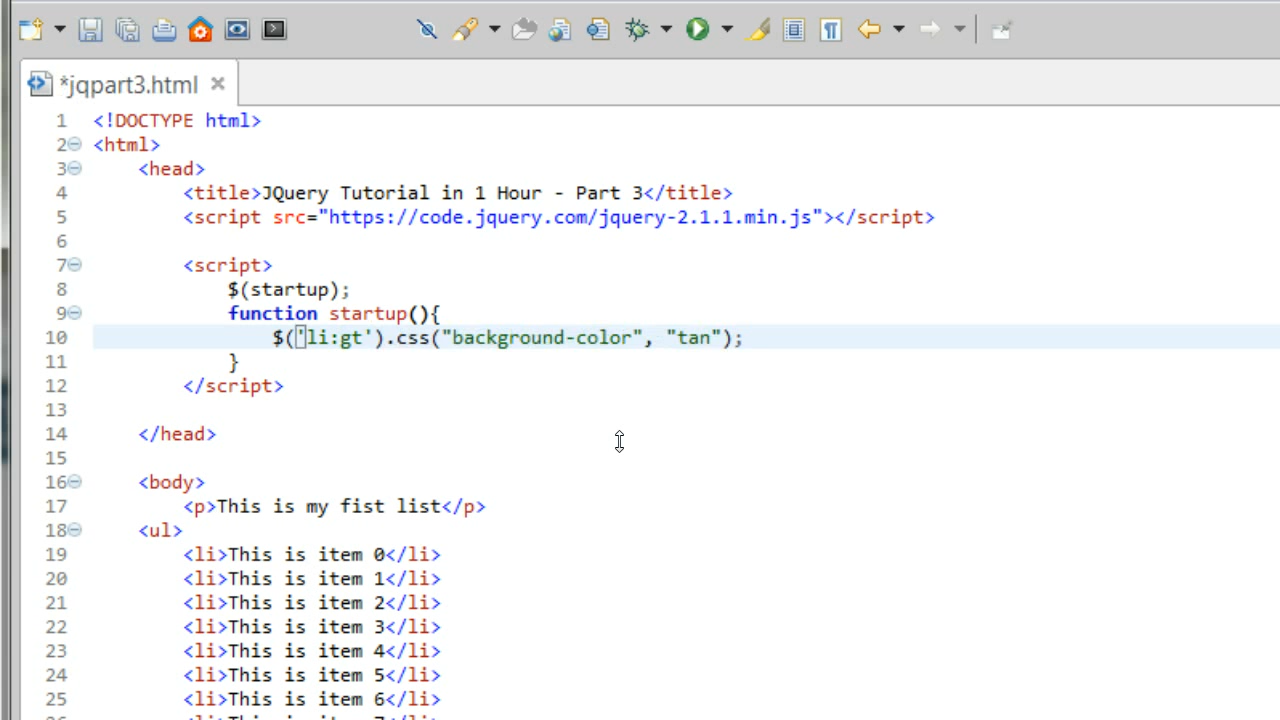 *jqpart3.html
1 <!DOCTYPE html>
2 <html>
3 <head>
4 <title>JQuery Tutorial in 1 Hour - Part 3</title>
5 <script src="https://code.jquery.com/jquery-2.1.1.min.js"></script>
6
7 <script>
8 $(startup);
9 function startup(){
10 $('li:gt').css("background-color", "tan");
11 }
12 </script>
13
14 </head>
15
16 <body>
17 <p>This is my fist list</p>
18 <ul>
19 <li>This is item 0</li>
20 <li>This is item 1</li>
21 <li>This is item 2</li>
22 <li>This is item 3</li>
23 <li>This is item 4</li>
24 <li>This is item 5</li>
25 <li>This is item 6</li>